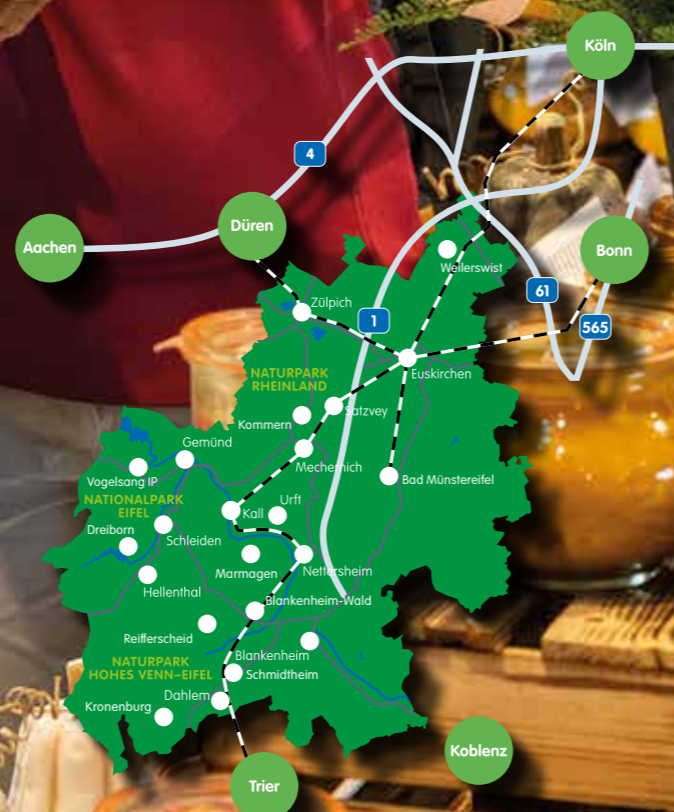 Köln
4
Düren
Aachen
Bonn
Weilerswist
61
Zülpich
1
565
Euskirchen
NATURPARK
RHEINLAND
Satzvey
Kommern
Gemünd
Mechernich
Vogelsang IP
Bad Münstereifel
NATIONALPARK
EIFEL
Urft
Kall
Dreiborn
Schleiden
Marmagen
Nettersheim
Hellenthal
Blankenheim-Wald
Reifferscheid
Blankenheim
NATURPARK
HOHES VENN-EIFEL
Schmidtheim
Dahlem
Kronenburg
Koblenz
Trier